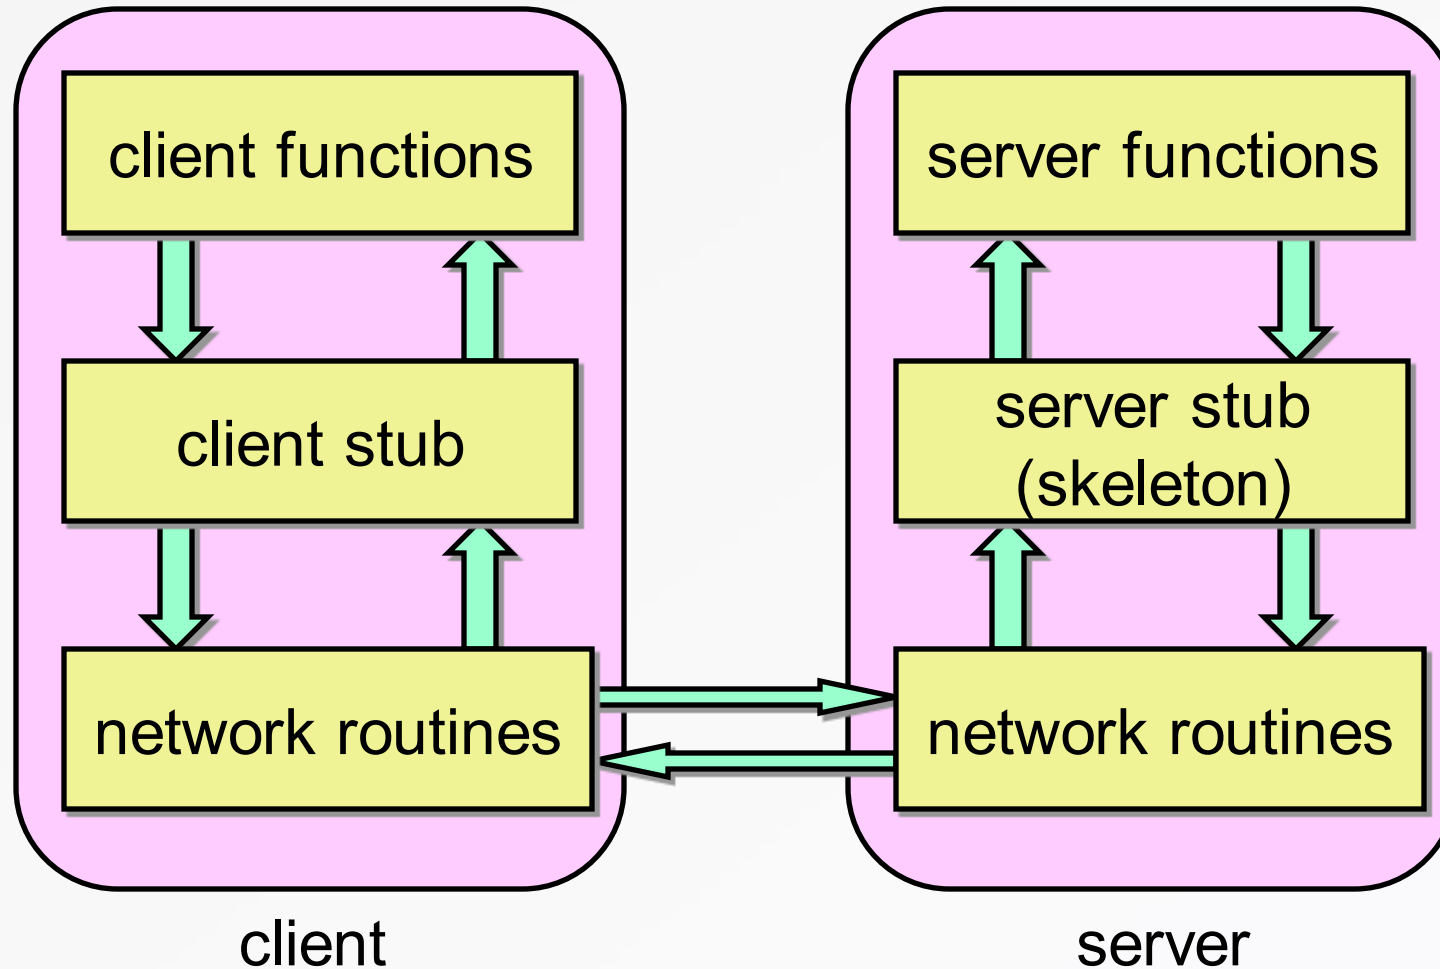 client functions
client stub
network routines
client
server functions
server stub
(skeleton)
network routines
server